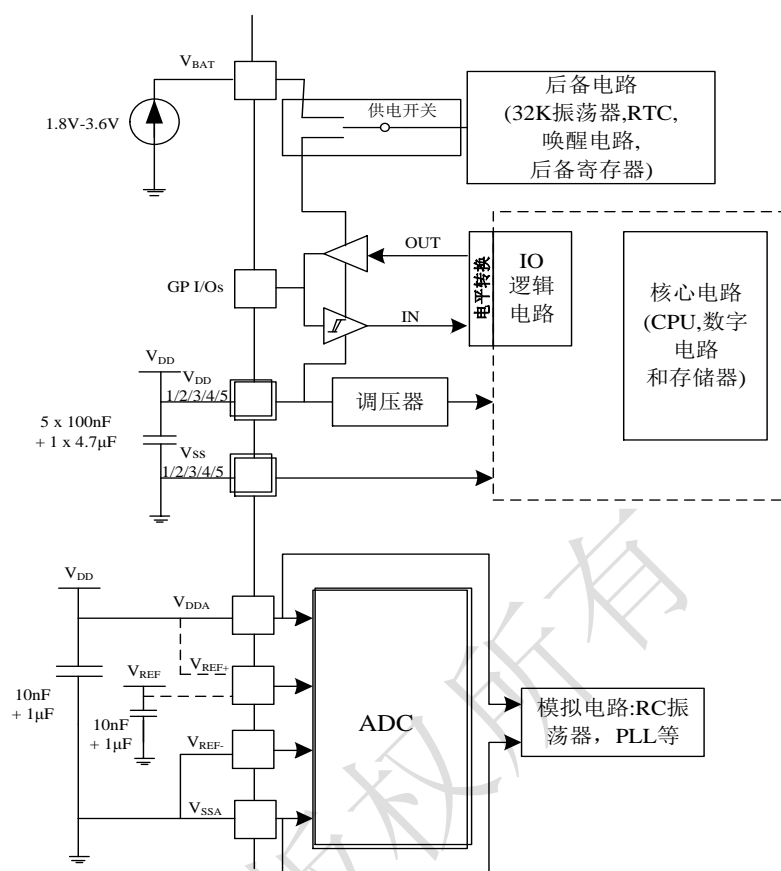 VBAT
1.8V-3.6V
供电开关
后备电路
(32K振荡器,RTC,
唤醒电路,
后备寄存器)
GP I/Os
OUT
IN
电平转换
IO
逻辑
电路
核心电路
(CPU,数字
电路
和存储器)
VDD
VDD
1/2/3/4/5
5 x 100nF
+ 1 x 4.7μF
调压器
VSS
1/2/3/4/5
VDD
VDDA
10nF
+ 1μF
VREF
VREF+
10nF
+ 1μF
VREF-
VSSA
ADC
模拟电路:RC振
荡器，PLL等
版权所有